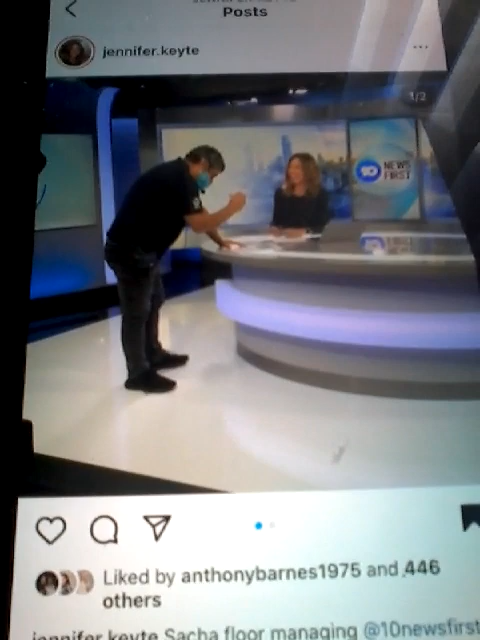 Posts
jennifer.keyte
1/2
10 NEWS
FIRST
Liked by anthonybarnes1975 and 446
others
jennifer.keyte Sacha floor managing @10newsfirst